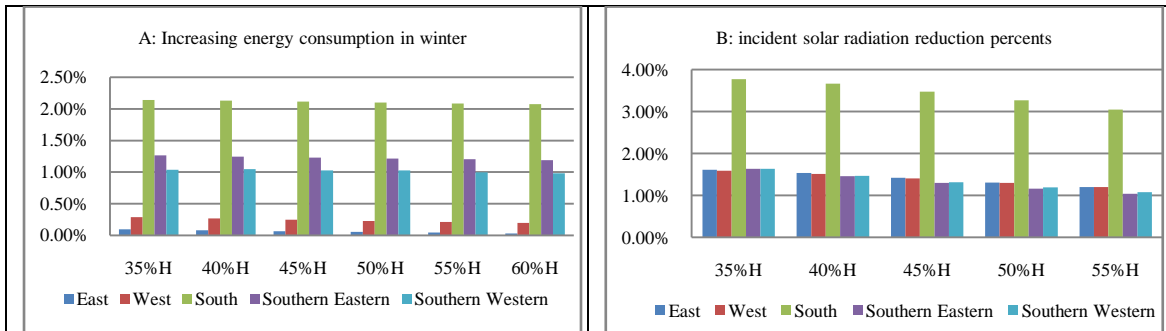 A: Increasing energy consumption in winter
2.50%
2.00%
1.50%
1.00%
0.50%
0.00%
35%H 40%H 45%H 50%H 55%H 60%H
East West South Southern Eastern Southern Western
B: incident solar radiation reduction percents
4.00%
3.00%
2.00%
1.00%
0.00%
35%H 40%H 45%H 50%H 55%H
East West South Southern Eastern Southern Western